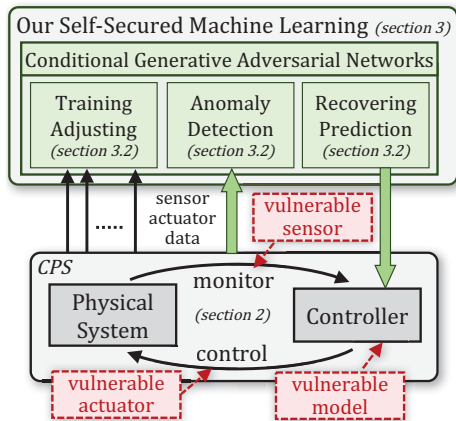 Our Self-Secured Machine Learning (section 3)
Conditional Generative Adversarial Networks
Training
Adjusting
(section 3.2)
Anomaly
Detection
(section 3.2)
Recovering
Prediction
(section 3.2)
.....
sensor
actuator
data
vulnerable
sensor
CPS
monitor
Physical
System
(section 2)
Controller
control
vulnerable
actuator
vulnerable
model